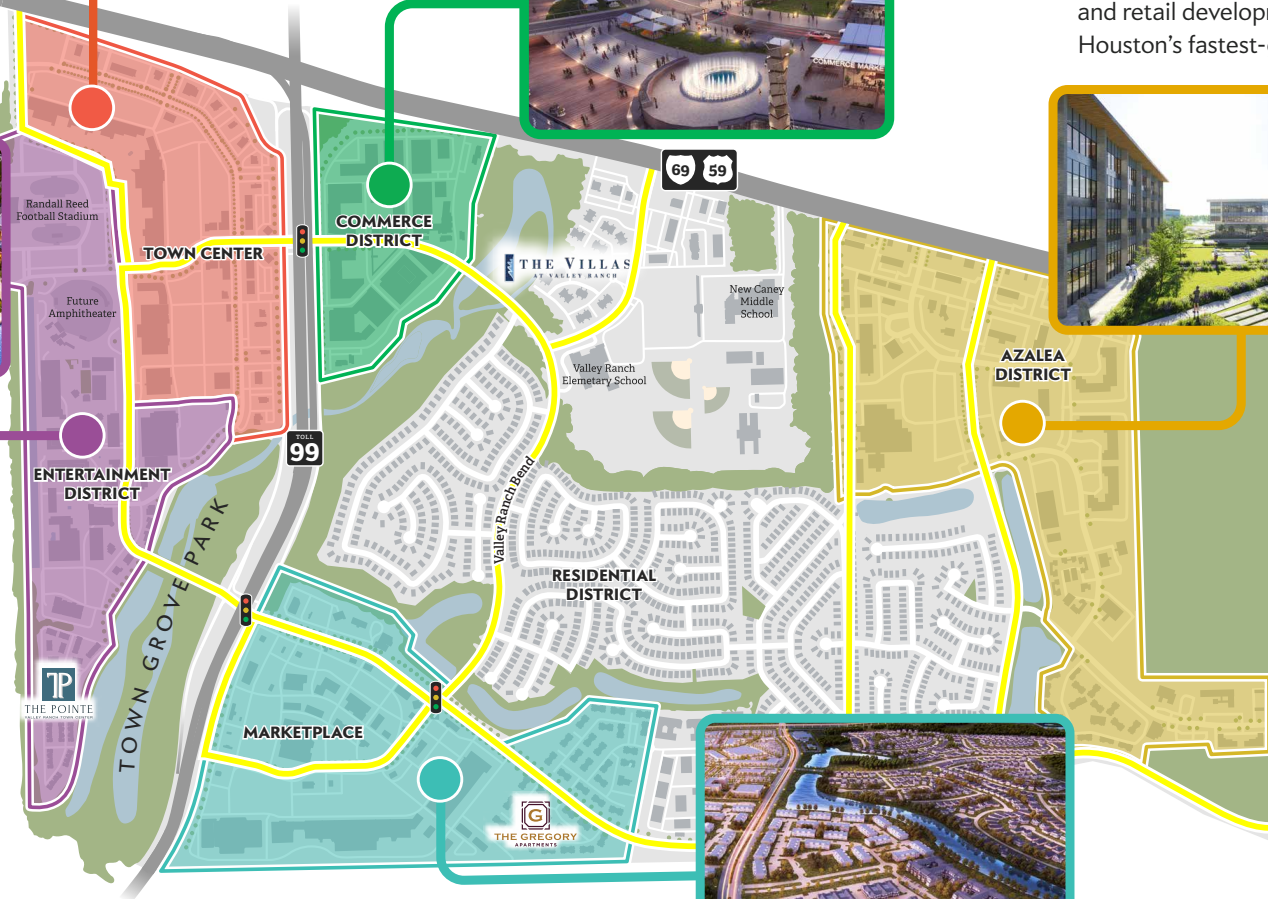 and retail developm
Houston's fastest-
COMMERCE MARKE
69 59
Randall Reed
Football Stadium
COMMERCE
DISTRICT
TOWN CENTER
THE VILLAS
AT VALLEY RANCH
New Caney
Middle
School
Future
Amphitheater
Valley Ranch
Elemetary School
AZALEA
DISTRICT
TOLL
99
ENTERTAINMENT
DISTRICT
Valley Ranch Bend
TOWN GROVE PARK
RESIDENTIAL
DISTRICT
TP
THE POINTE
VALLEY RANCH TOWN CENTER
MARKETPLACE
G
THE GREGORY
APARTMENTS